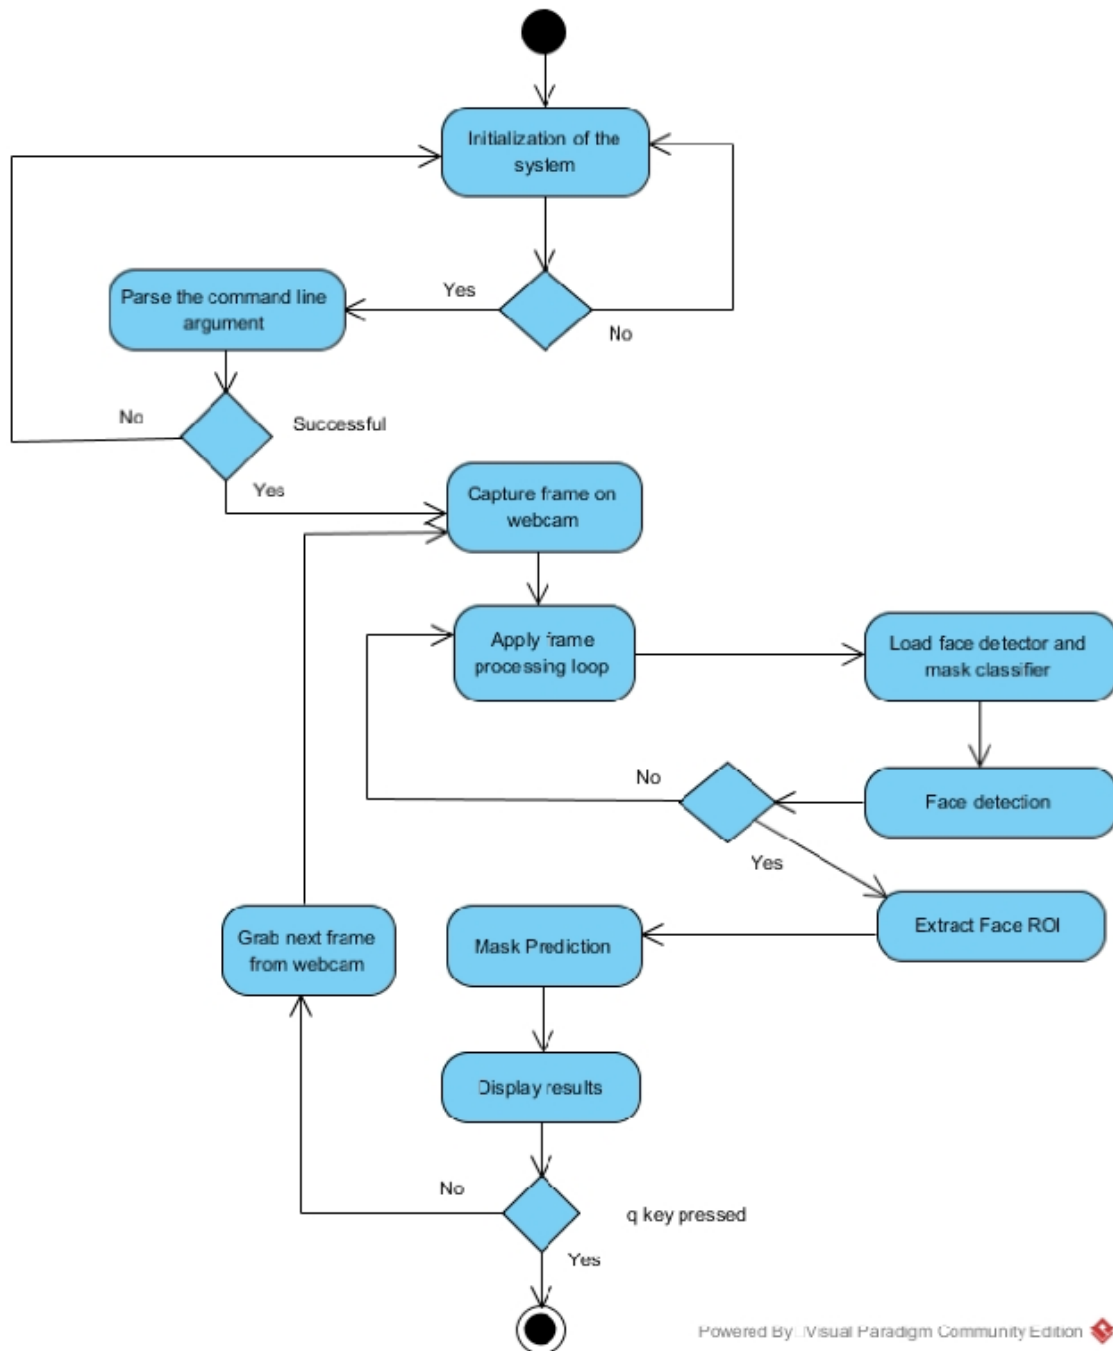 Initialization of the
system
Yes
No
Parse the command line
argument
No
Successful
Yes
Capture frame on
webcam
Apply frame
processing loop
Load face detector and
mask classifier
No
Face detection
Yes
Extract Face ROI
Grab next frame
from webcam
Mask Prediction
Display results
No
q key pressed
Yes
Powered By Visual Paradigm Community Edition